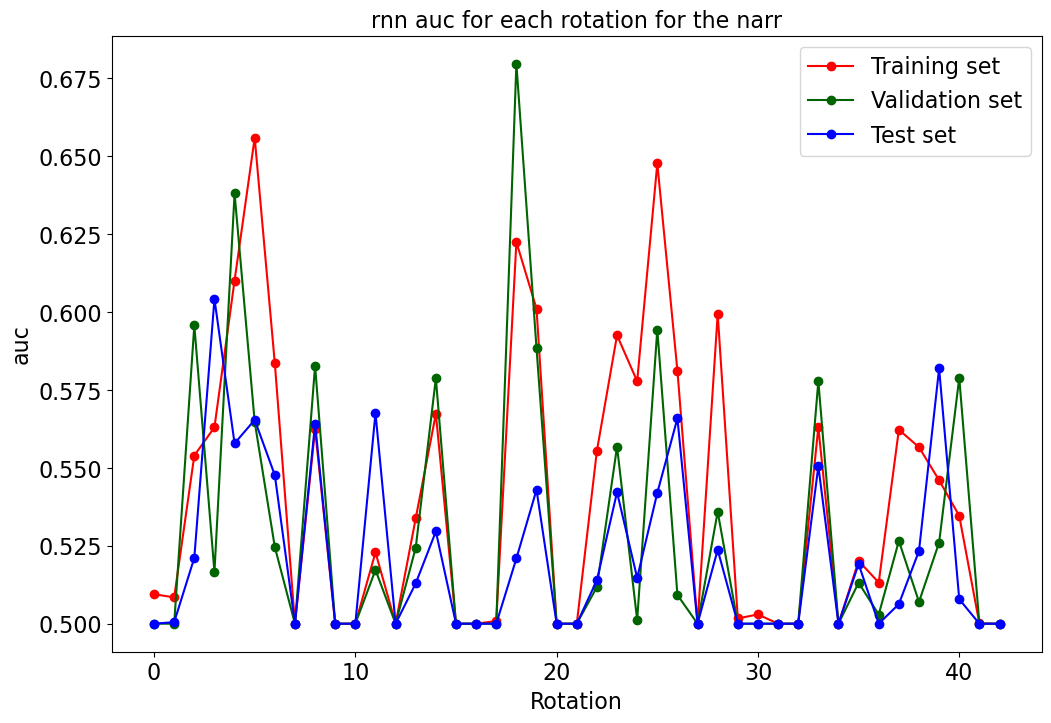 rnn auc for each rotation for the narr
Training set
Validation set
Test set
auc
0.675
0.650
0.625
0.600
0.575
0.550
0.525
0.500
0 10 20 30 40
Rotation